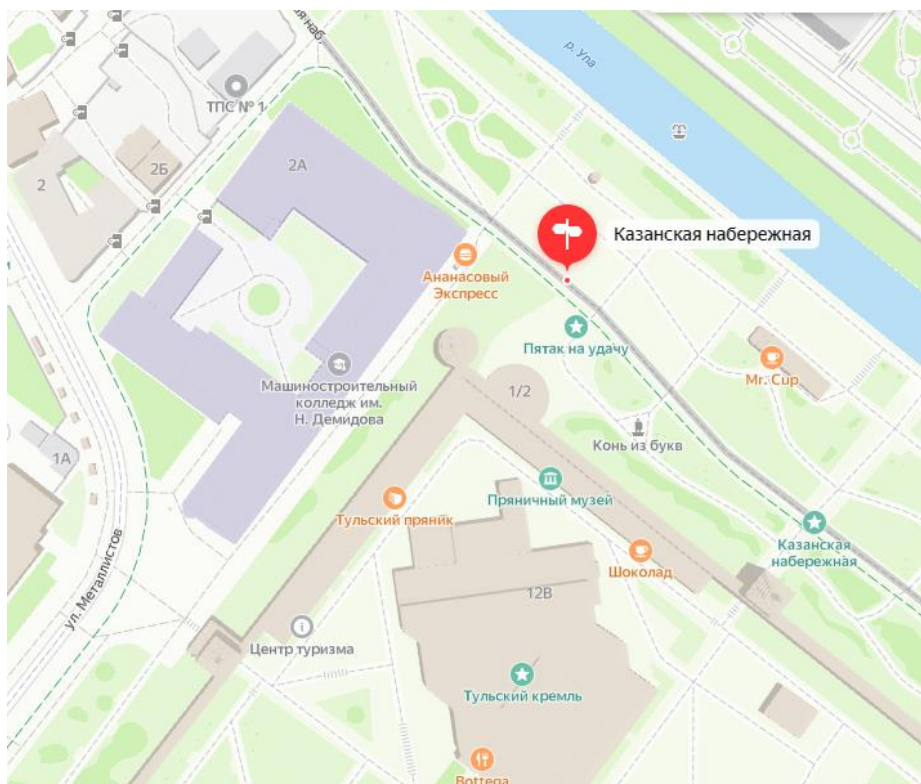 ая наб.
р. Упа
ТПС № 1
2Б
2А
2
Казанская набережная
Ананасовый
Экспресс
Пятак на удачу
Mr. Cup
Машиностроительный
колледж им.
Н. Демидова
1/2
Конь из букв
1А
Пряничный музей
Тульский пряник
Казанская
набережная
Шоколад
ул. Металлистов
12В
Центр туризма
Тульский кремль
Bottega